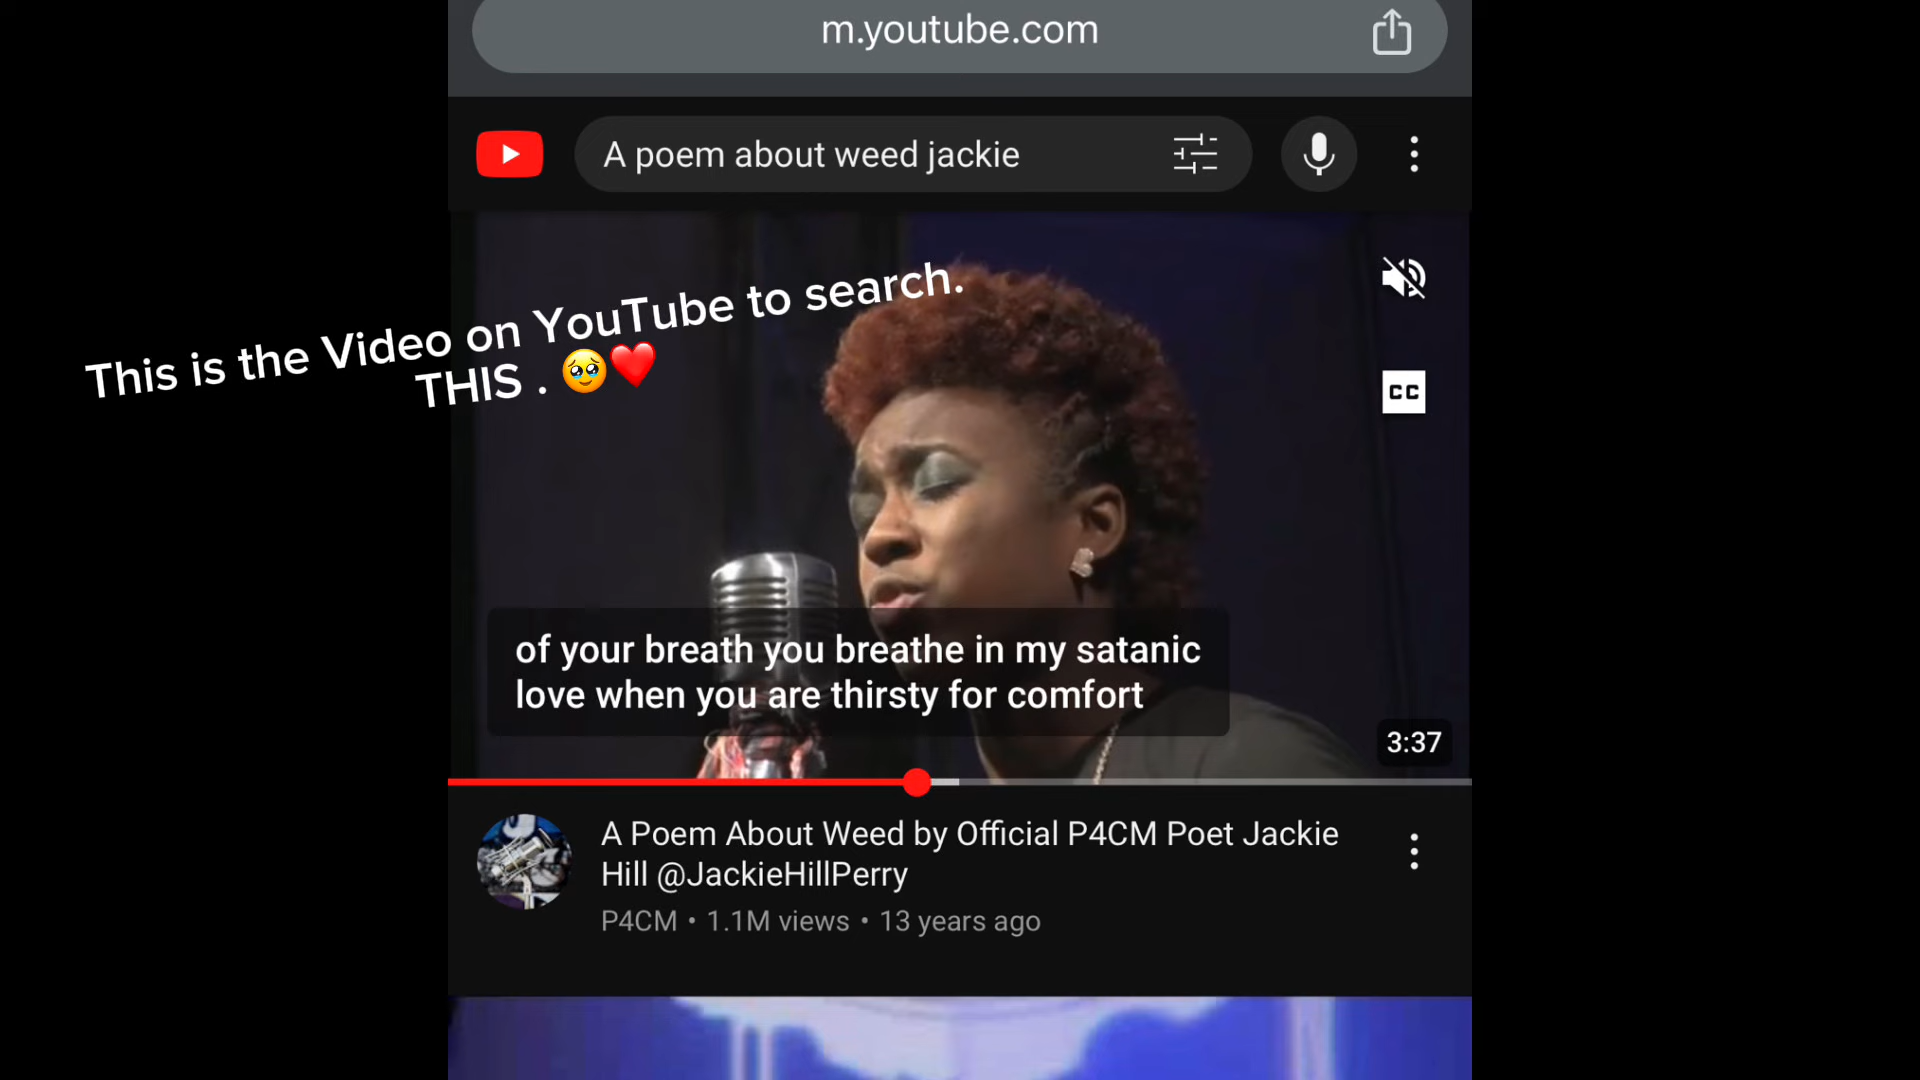 m.youtube.com
A poem about weed jackie
This is the Video on YouTube to search.
THIS . 🥹❤️
CC
of your breath you breathe in my satanic
love when you are thirsty for comfort
3:37
A Poem About Weed by Official P4CM Poet Jackie
Hill @JackieHillPerry
P4CM • 1.1M views • 13 years ago